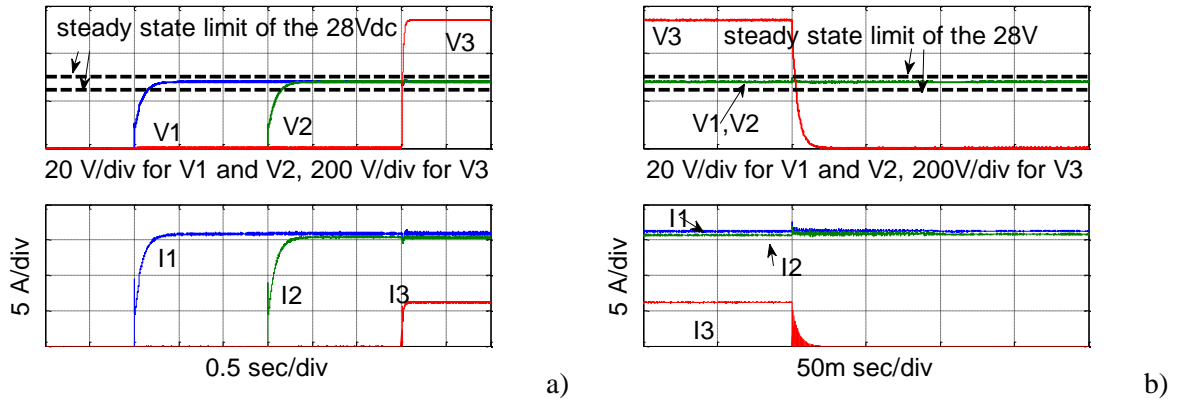 steady state limit of the 28Vdc
V3
V1
V2
20 V/div for V1 and V2, 200 V/div for V3
5 A/div
I1
I2
I3
0.5 sec/div
a)
V3
steady state limit of the 28V
V1,V2
20 V/div for V1 and V2, 200V/div for V3
5 A/div
I1
I2
I3
50m sec/div
b)